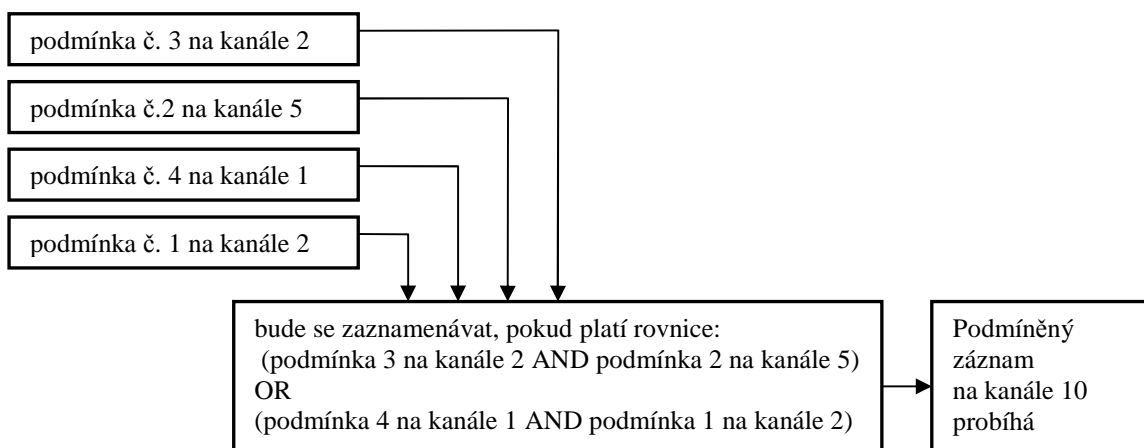 podmínka č. 3 na kanále 2
podmínka č.2 na kanále 5
podmínka č. 4 na kanále 1
podmínka č. 1 na kanále 2
bude se zaznamenávat, pokud platí rovnice:
(podmínka 3 na kanále 2 AND podmínka 2 na kanále 5)
OR
(podmínka 4 na kanále 1 AND podmínka 1 na kanále 2)
Podmíněný
záznam
na kanále 10
probíhá